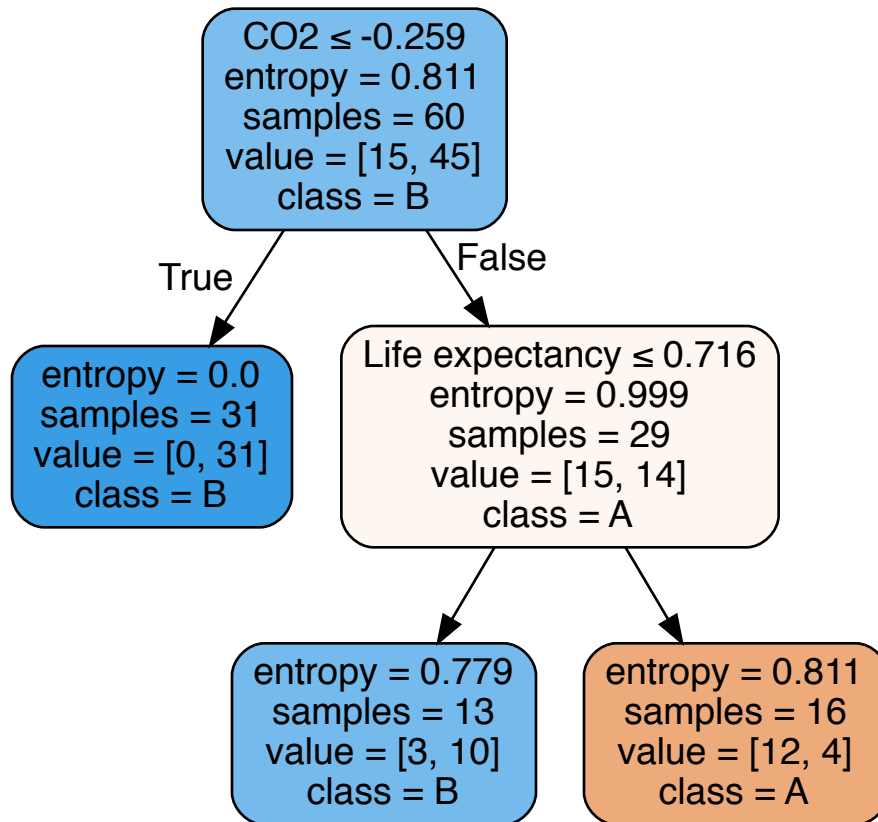 CO2 ≤ -0.259
entropy = 0.811
samples = 60
value = [15, 45]
class = B
True
False
entropy = 0.0
samples = 31
value = [0, 31]
class = B
Life expectancy ≤ 0.716
entropy = 0.999
samples = 29
value = [15, 14]
class = A
entropy = 0.779
samples = 13
value = [3, 10]
class = B
entropy = 0.811
samples = 16
value = [12, 4]
class = A